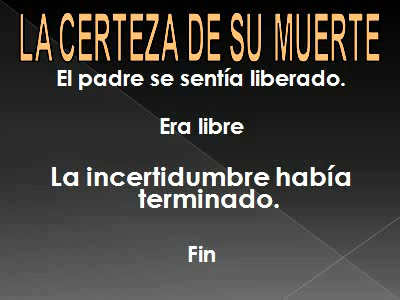 LA CERTEZA DE SU MUERTE
El padre se sentía liberado.
Era libre
La incertidumbre había
terminado.
Fin